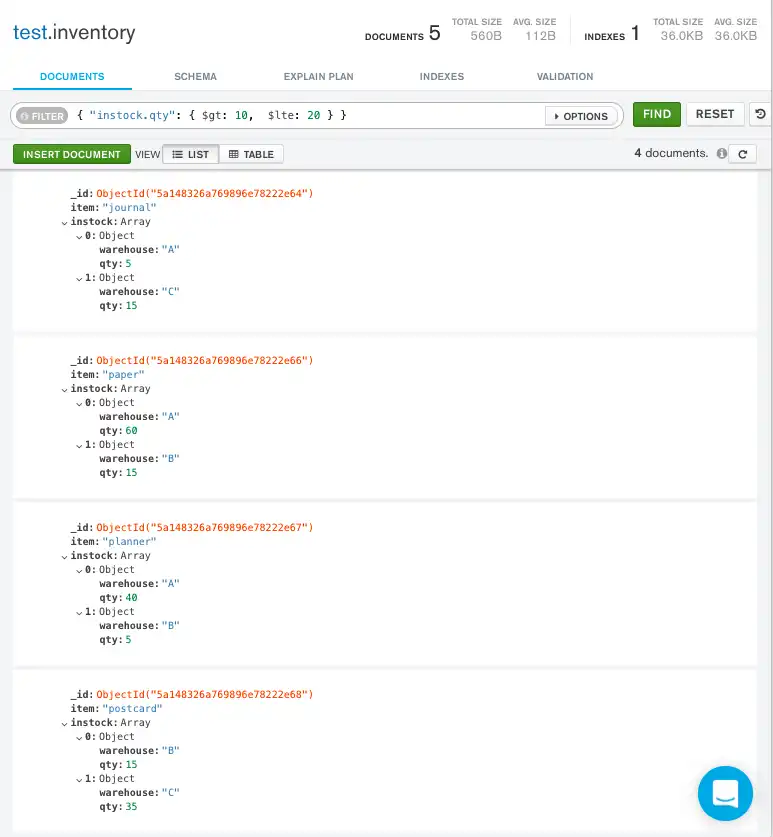 test.inventory
DOCUMENTS 5 TOTAL SIZE 560B AVG. SIZE 112B INDEXES 1 TOTAL SIZE 36.0KB AVG. SIZE 36.0KB
DOCUMENTS SCHEMA EXPLAIN PLAN INDEXES VALIDATION
FILTER { "instock.qty": { $gt: 10, $lte: 20 } } OPTIONS FIND RESET
INSERT DOCUMENT VIEW LIST TABLE 4 documents.
_id: ObjectId("5a148326a769896e78222e64")
item: "journal"
instock: Array
0: Object
warehouse: "A"
qty: 5
1: Object
warehouse: "C"
qty: 15
_id: ObjectId("5a148326a769896e78222e66")
item: "paper"
instock: Array
0: Object
warehouse: "A"
qty: 60
1: Object
warehouse: "B"
qty: 15
_id: ObjectId("5a148326a769896e78222e67")
item: "planner"
instock: Array
0: Object
warehouse: "A"
qty: 40
1: Object
warehouse: "B"
qty: 5
_id: ObjectId("5a148326a769896e78222e68")
item: "postcard"
instock: Array
0: Object
warehouse: "B"
qty: 15
1: Object
warehouse: "C"
qty: 35